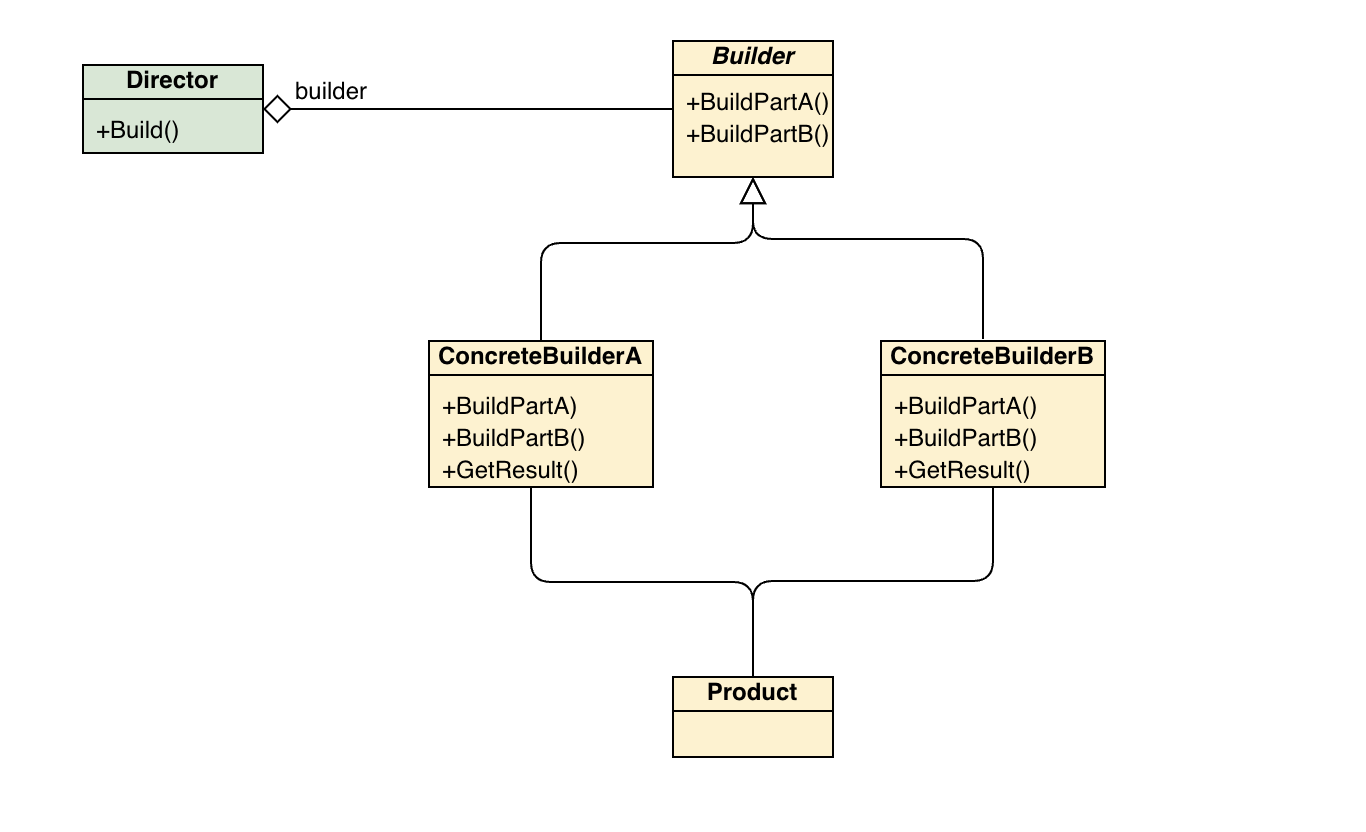 Director
+Build()
builder
Builder
+BuildPartA()
+BuildPartB()
ConcreteBuilderA
+BuildPartA)
+BuildPartB()
+GetResult()
ConcreteBuilderB
+BuildPartA()
+BuildPartB()
+GetResult()
Product